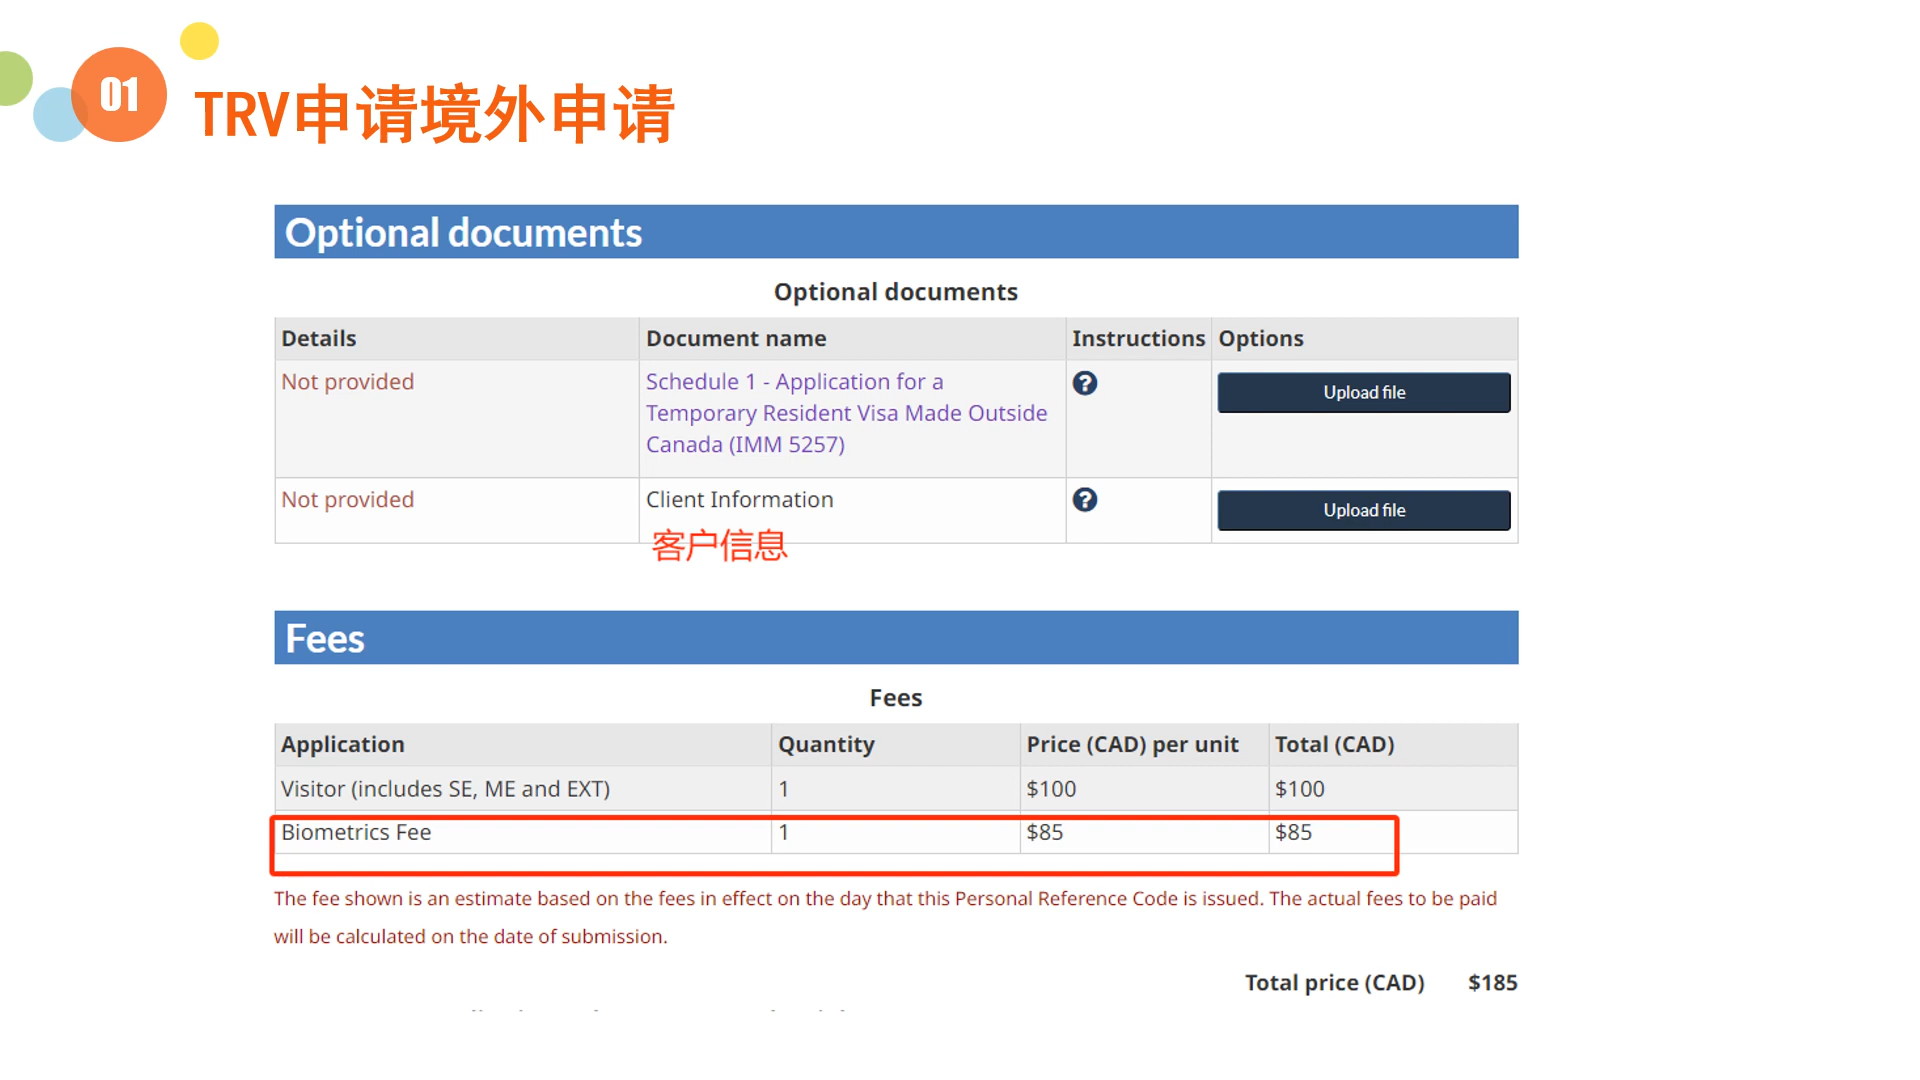 01
TRV申请境外申请
Optional documents
Optional documents
Details Document name Instructions Options
Not provided Schedule 1 - Application for a Temporary Resident Visa Made Outside Canada (IMM 5257) Upload file
Not provided Client Information Upload file
客户信息
Fees
Fees
Application Quantity Price (CAD) per unit Total (CAD)
Visitor (includes SE, ME and EXT) 1 $100 $100
Biometrics Fee 1 $85 $85
The fee shown is an estimate based on the fees in effect on the day that this Personal Reference Code is issued. The actual fees to be paid
will be calculated on the date of submission.
Total price (CAD) $185